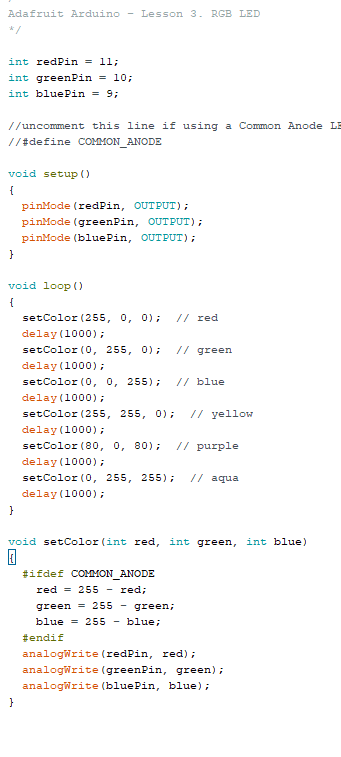 Adafruit Arduino - Lesson 3. RGB LED
*/
int redPin = 11;
int greenPin = 10;
int bluePin = 9;
//uncomment this line if using a Common Anode
//#define COMMON_ANODE
void setup()
{
pinMode(redPin, OUTPUT);
pinMode(greenPin, OUTPUT);
pinMode(bluePin, OUTPUT);
}
void loop()
{
setColor(255, 0, 0); // red
delay(1000);
setColor(0, 255, 0); // green
delay(1000);
setColor(0, 0, 255); // blue
delay(1000);
setColor(255, 255, 0); // yellow
delay(1000);
setColor(80, 0, 80); // purple
delay(1000);
setColor(0, 255, 255); // aqua
delay(1000);
}
void setColor(int red, int green, int blue)
{
#ifdef COMMON_ANODE
red = 255 - red;
green = 255 - green;
blue = 255 - blue;
#endif
analogWrite(redPin, red);
analogWrite(greenPin, green);
analogWrite(bluePin, blue);
}